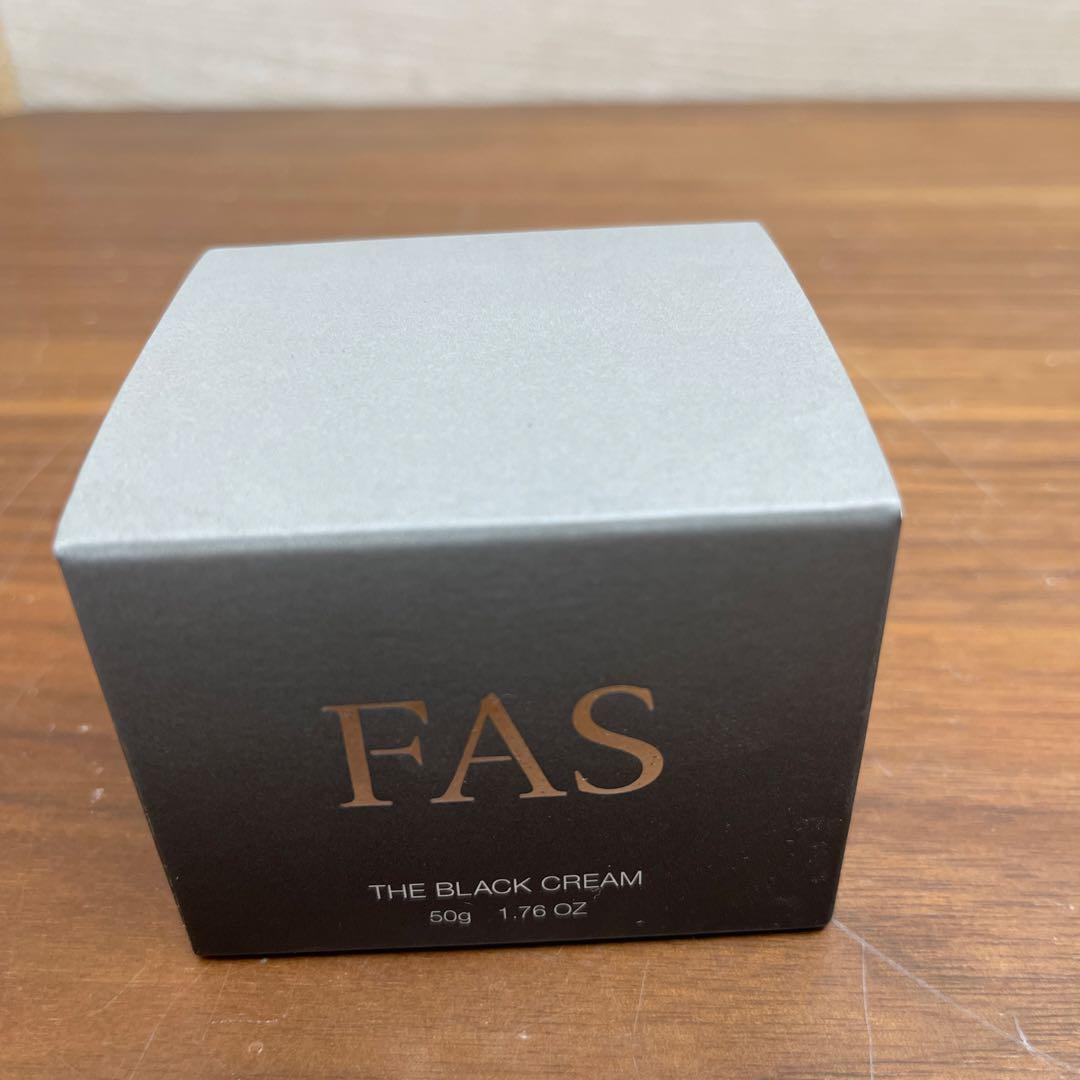 FAS
THE BLACK CREAM
50g 1.76 OZ